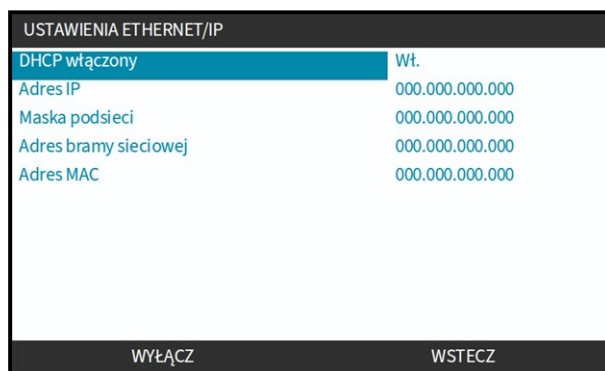 USTAWIENIA ETHERNET/IP
DHCP włączony Wł.
Adres IP 000.000.000.000
Maska podsieci 000.000.000.000
Adres bramy sieciowej 000.000.000.000
Adres MAC 000.000.000.000
WYŁĄCZ WSTECZ